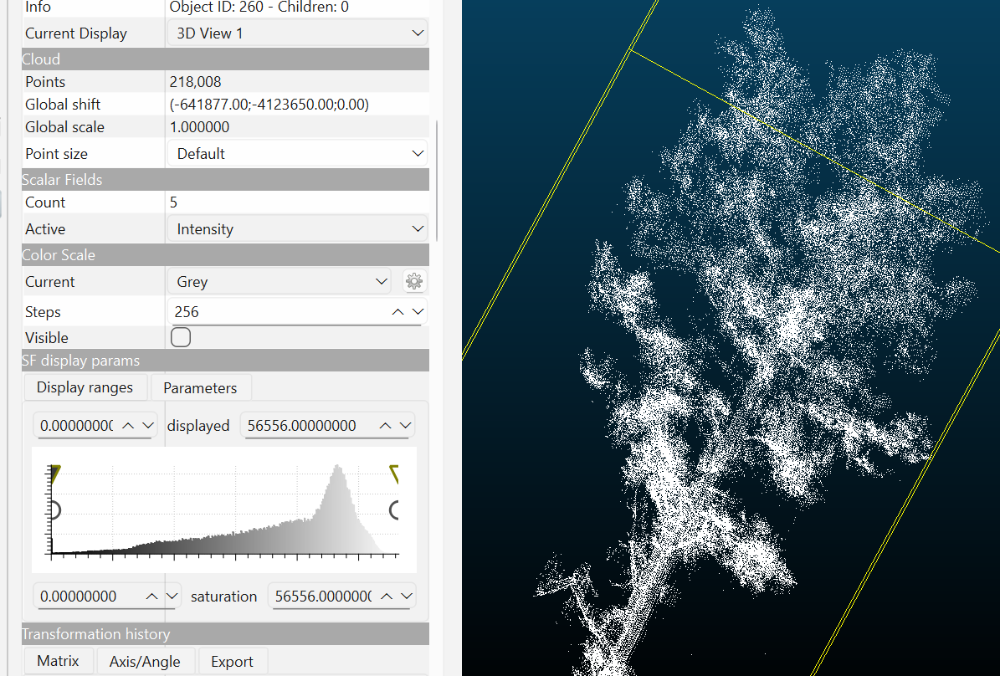 Info Object ID: 260 - Children: 0
Current Display 3D View 1
Cloud
Points 218,008
Global shift (-641877.00;-4123650.00;0.00)
Global scale 1.000000
Point size Default
Scalar Fields
Count 5
Active Intensity
Color Scale
Current Grey
Steps 256
Visible
SF display params
Display ranges Parameters
0.00000000 displayed 56556.00000000
0.00000000 saturation 56556.0000000
Transformation history
Matrix Axis/Angle Export